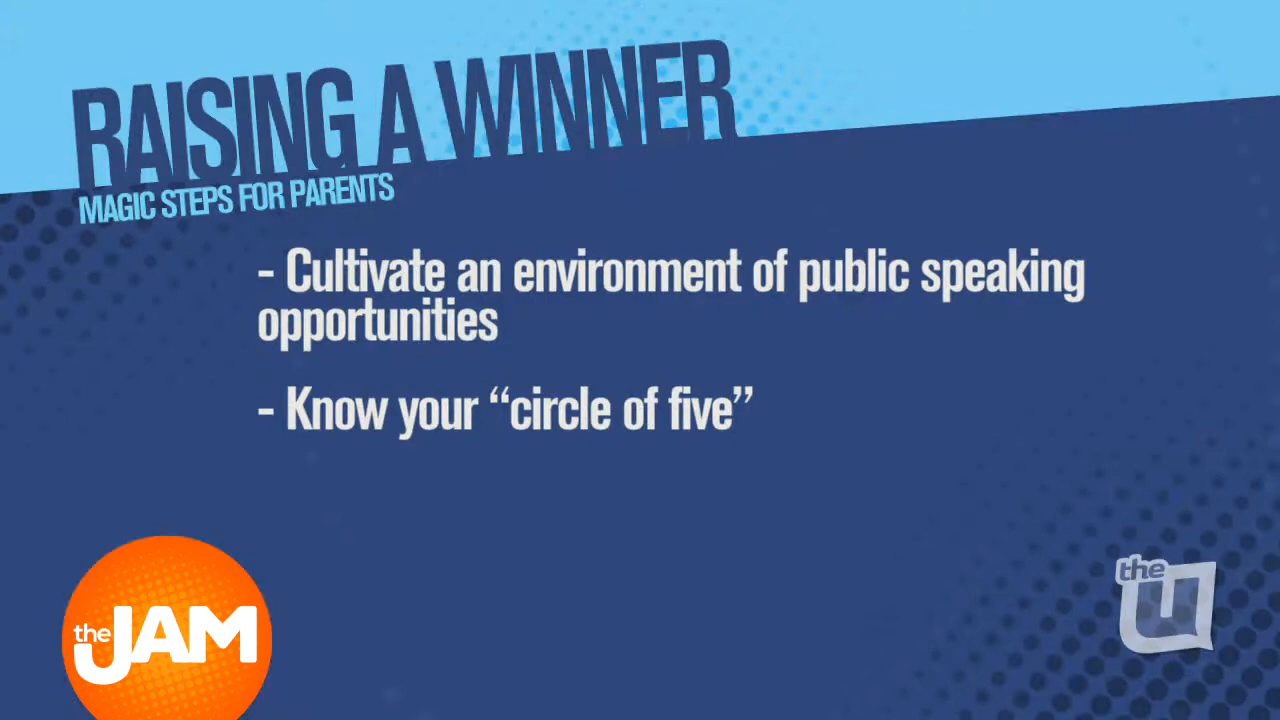 RAISING A WINNER
MAGIC STEPS FOR PARENTS
- Cultivate an environment of public speaking
opportunities
- Know your “circle of five”
the JAM
the U